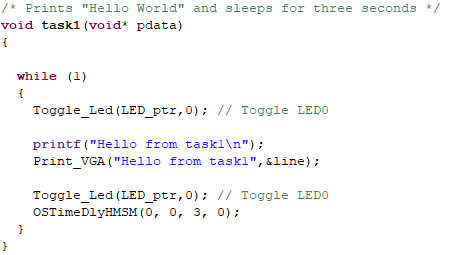 /* Prints "Hello World" and sleeps for three seconds */
void task1(void* pdata)
{
while (1)
{
Toggle_Led(LED_ptr,0); // Toggle LED0
printf("Hello from task1\n");
Print_VGA("Hello from task1",&line);
Toggle_Led(LED_ptr,0); // Toggle LED0
OSTimeDlyHMSM(0, 0, 3, 0);
}
}